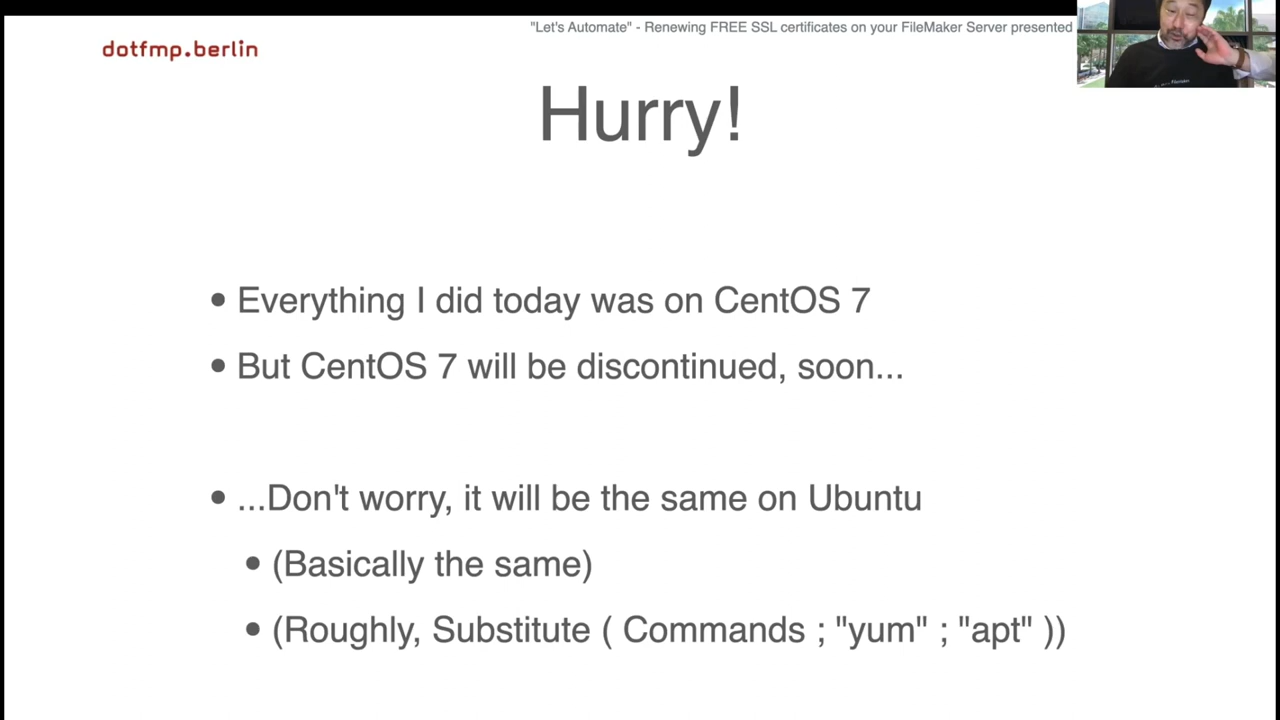 "Let's Automate" - Renewing FREE SSL certificates on your FileMaker Server presented
dotfmp.berlin
Hurry!
• Everything I did today was on CentOS 7
• But CentOS 7 will be discontinued, soon...
• ...Don't worry, it will be the same on Ubuntu
• (Basically the same)
• (Roughly, Substitute ( Commands ; "yum" ; "apt" ))